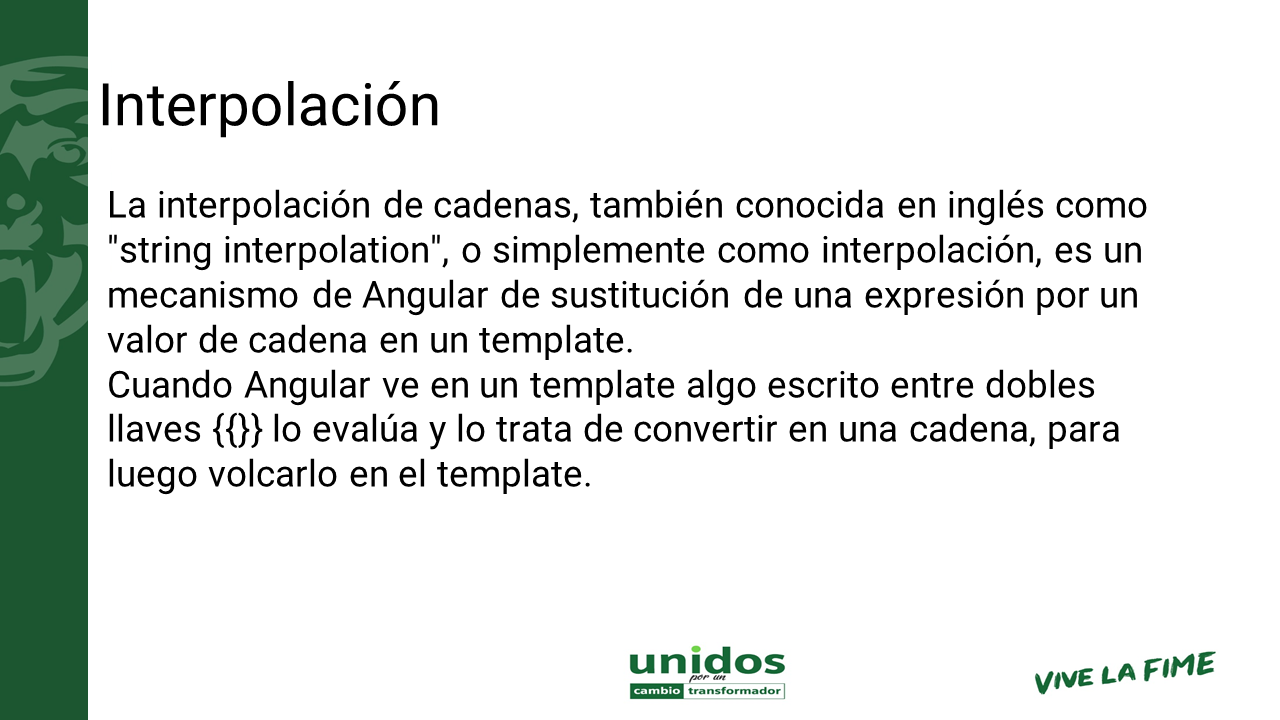 Interpolación
La interpolación de cadenas, también conocida en inglés como
"string interpolation", o simplemente como interpolación, es un
mecanismo de Angular de sustitución de una expresión por un
valor de cadena en un template.
Cuando Angular ve en un template algo escrito entre dobles
llaves {{}} lo evalúa y lo trata de convertir en una cadena, para
luego volcarlo en el template.
unidos
por un
cambio transformador
VIVE LA FIME